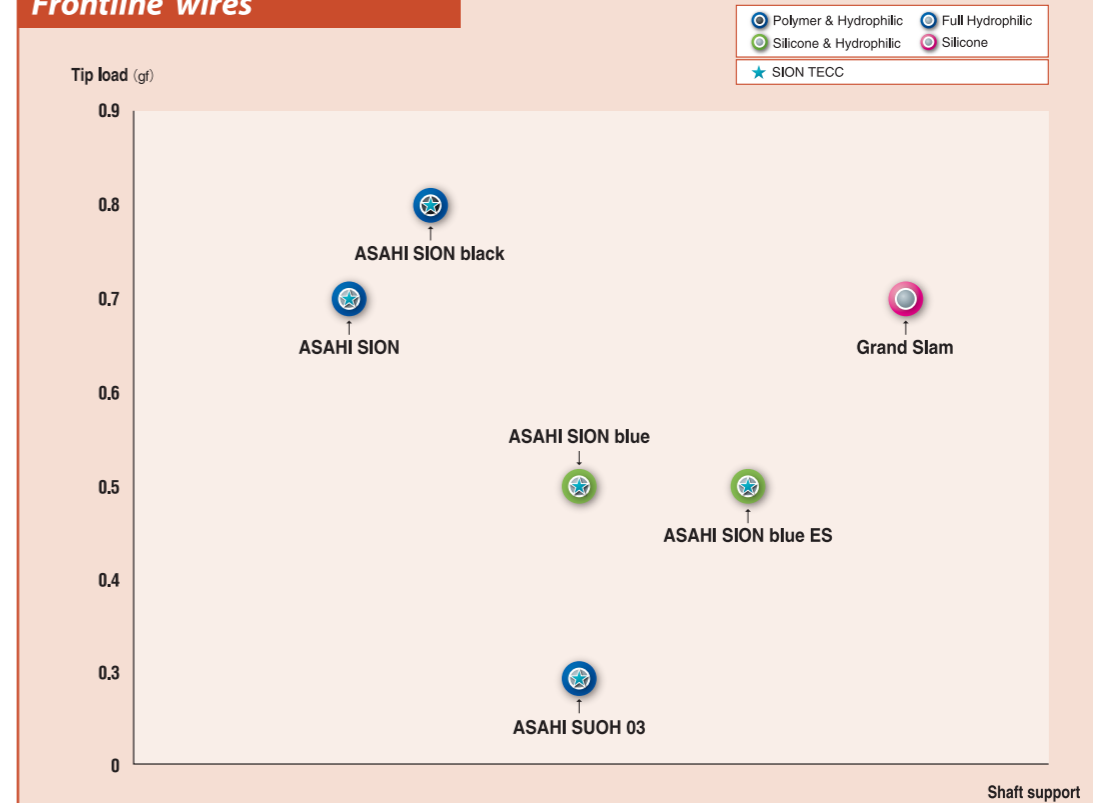 Frontline wires
Polymer & Hydrophilic
Full Hydrophilic
Silicone & Hydrophilic
Silicone
SION TECC
Tip load (gf)
0.9
0.8
ASAHI SION black
0.7
ASAHI SION
Grand Slam
0.6
ASAHI SION blue
0.5
ASAHI SION blue ES
0.4
0.3
ASAHI SUOH 03
0
Shaft support